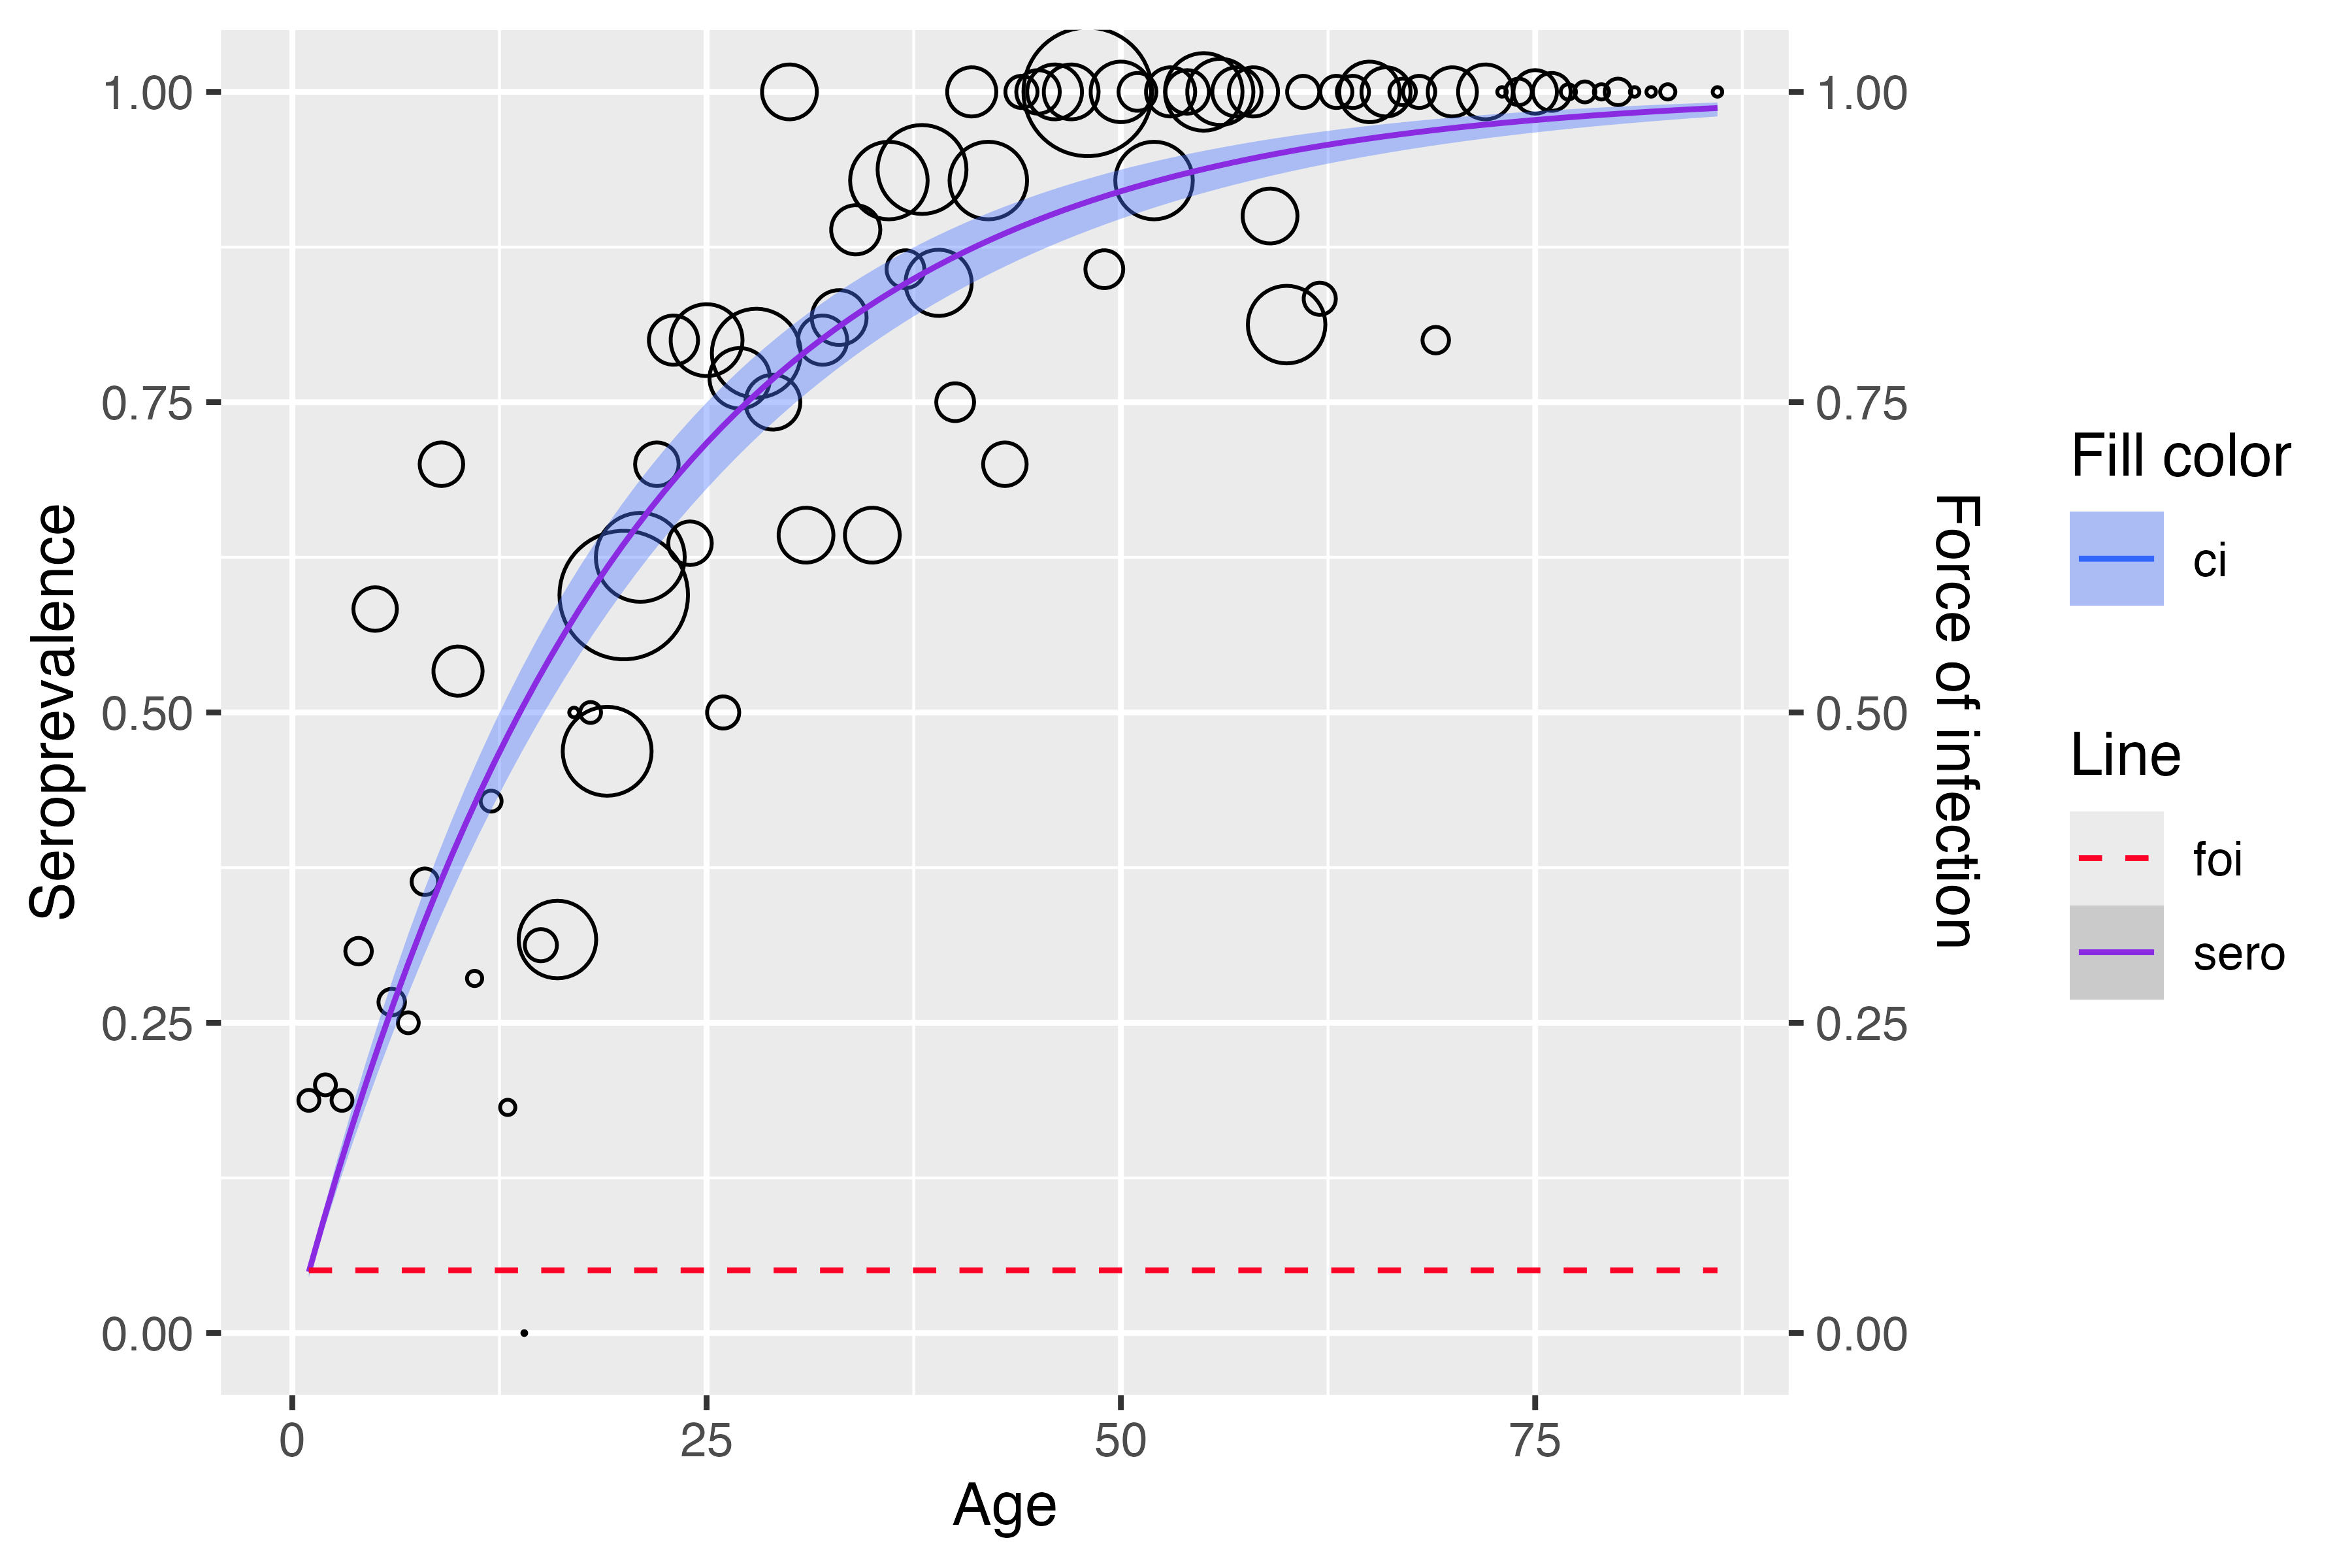 Seroprevalence
1.00
0.75
0.50
0.25
0.00
0
25
50
75
Age
1.00
0.75
0.50
0.25
0.00
Force of infection
Fill color
ci
Line
foi
sero